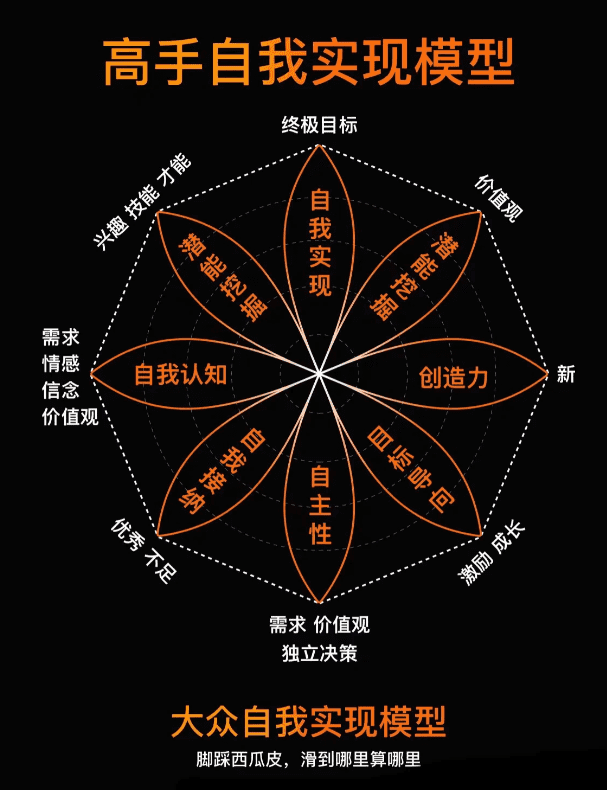 高手自我实现模型
终极目标
兴趣 技能 才能
价值观
自我实现
潜能挖掘
潜能挖掘
需求
情感
信念
价值观
自我认知
创造力
新
自我接纳
自主性
目标导向
优秀 不足
激励 成长
需求 价值观
独立决策
大众自我实现模型
脚踩西瓜皮，滑到哪里算哪里